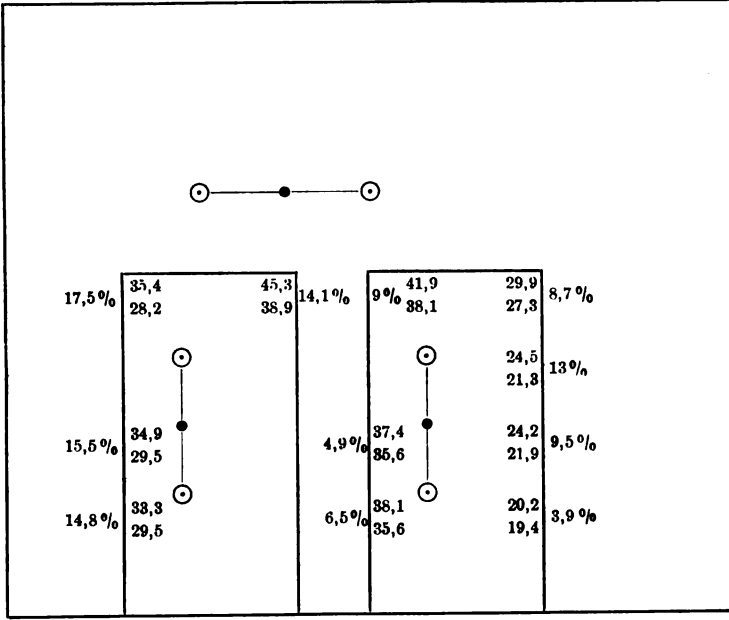 35,4 45,3 41,9 29,9
17,5% 14,1% 9% 8,7%
28,2 38,9 38,1 27,3
24,5
13%
21,3
34,9 37,4 24,2
15,5% 4,9% 9,5%
29,5 35,6 21,9
33,3 38,1 20,2
14,8% 6,5% 3,9%
29,5 35,6 19,4